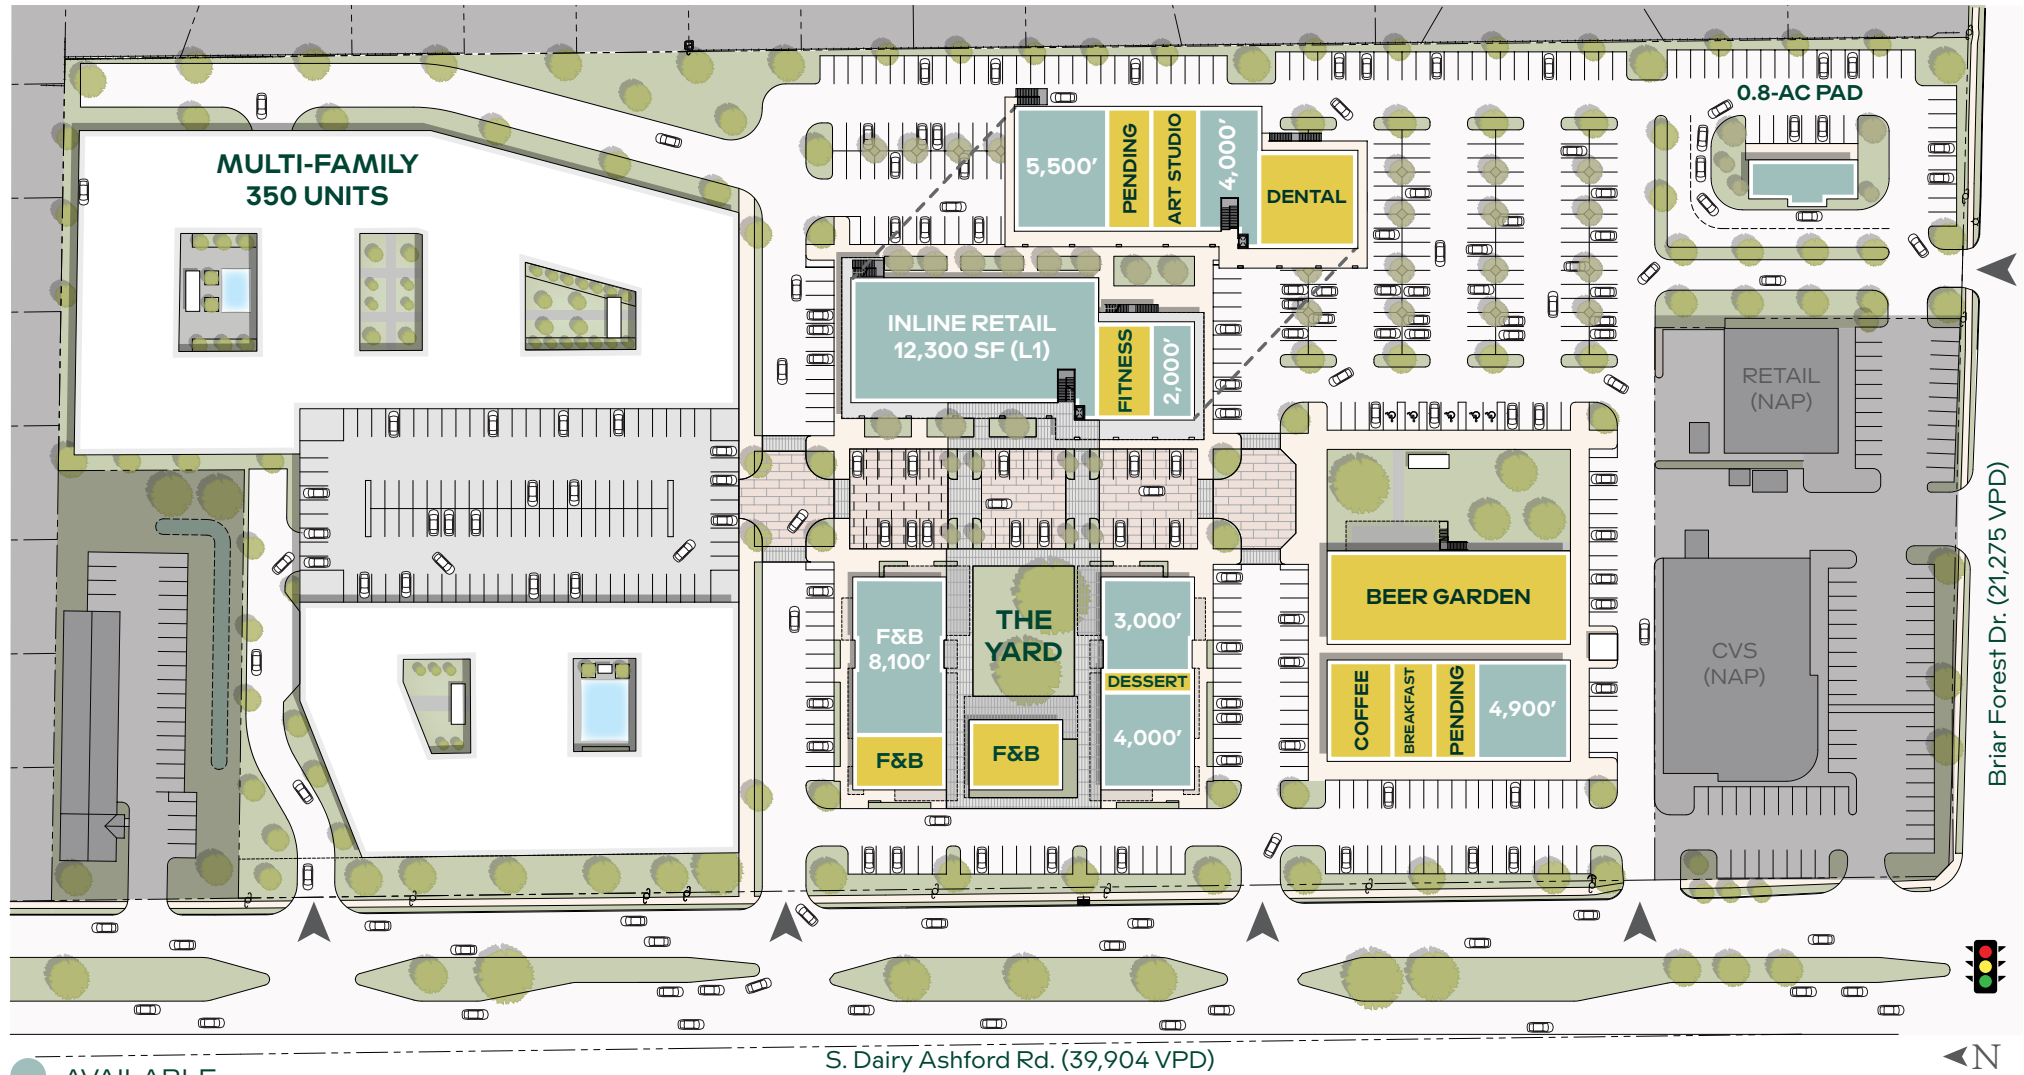 0.8-AC PAD
MULTI-FAMILY
350 UNITS
5,500′
PENDING
ART STUDIO
4,000′
DENTAL
INLINE RETAIL
12,300 SF (L1)
FITNESS
2,000′
RETAIL
(NAP)
BEER GARDEN
F&B
8,100′
THE
YARD
3,000′
DESSERT
4,000′
F&B
F&B
COFFEE
BREAKFAST
PENDING
4,900′
CVS
(NAP)
Briar Forest Dr. (21,275 VPD)
S. Dairy Ashford Rd. (39,904 VPD)
N
AVAILABLE